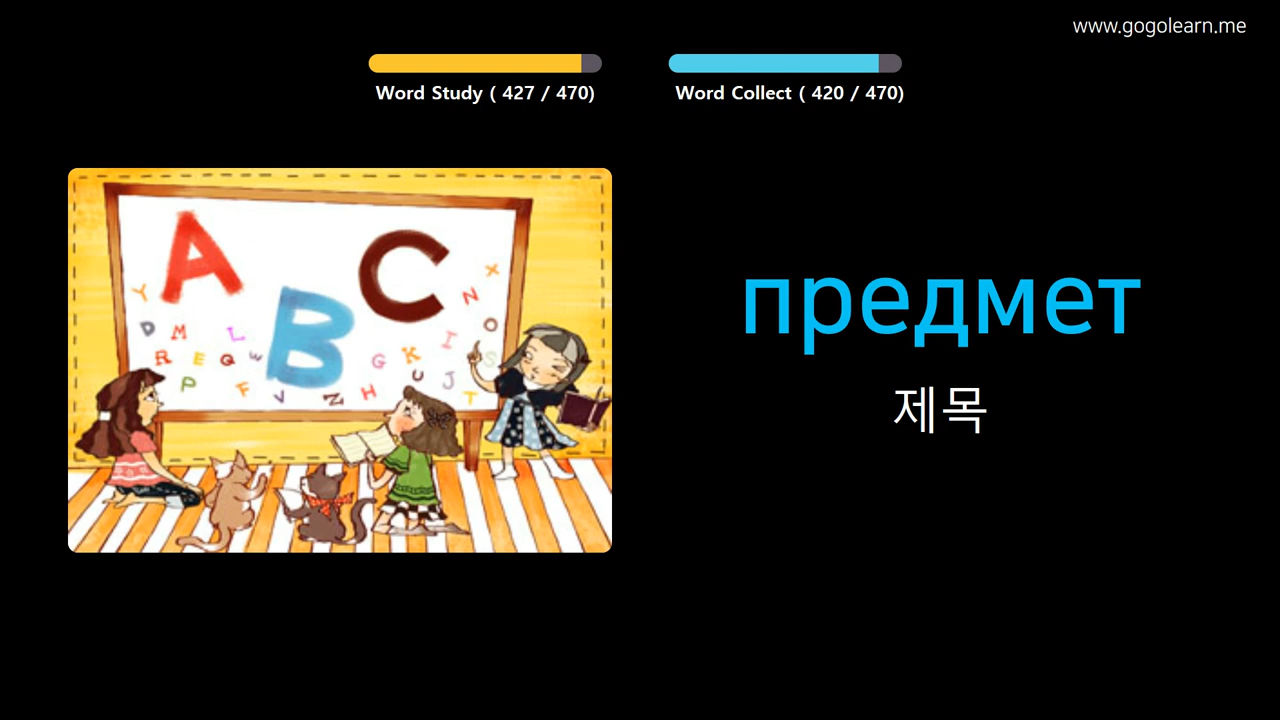 www.gogolearn.me
Word Study ( 427 / 470)
Word Collect ( 420 / 470)
предмет
제목
A
C
B
Y
X
N
D
M
L
O
I
R
E
Q
W
G
K
S
P
F
U
J
V
Z
H
T